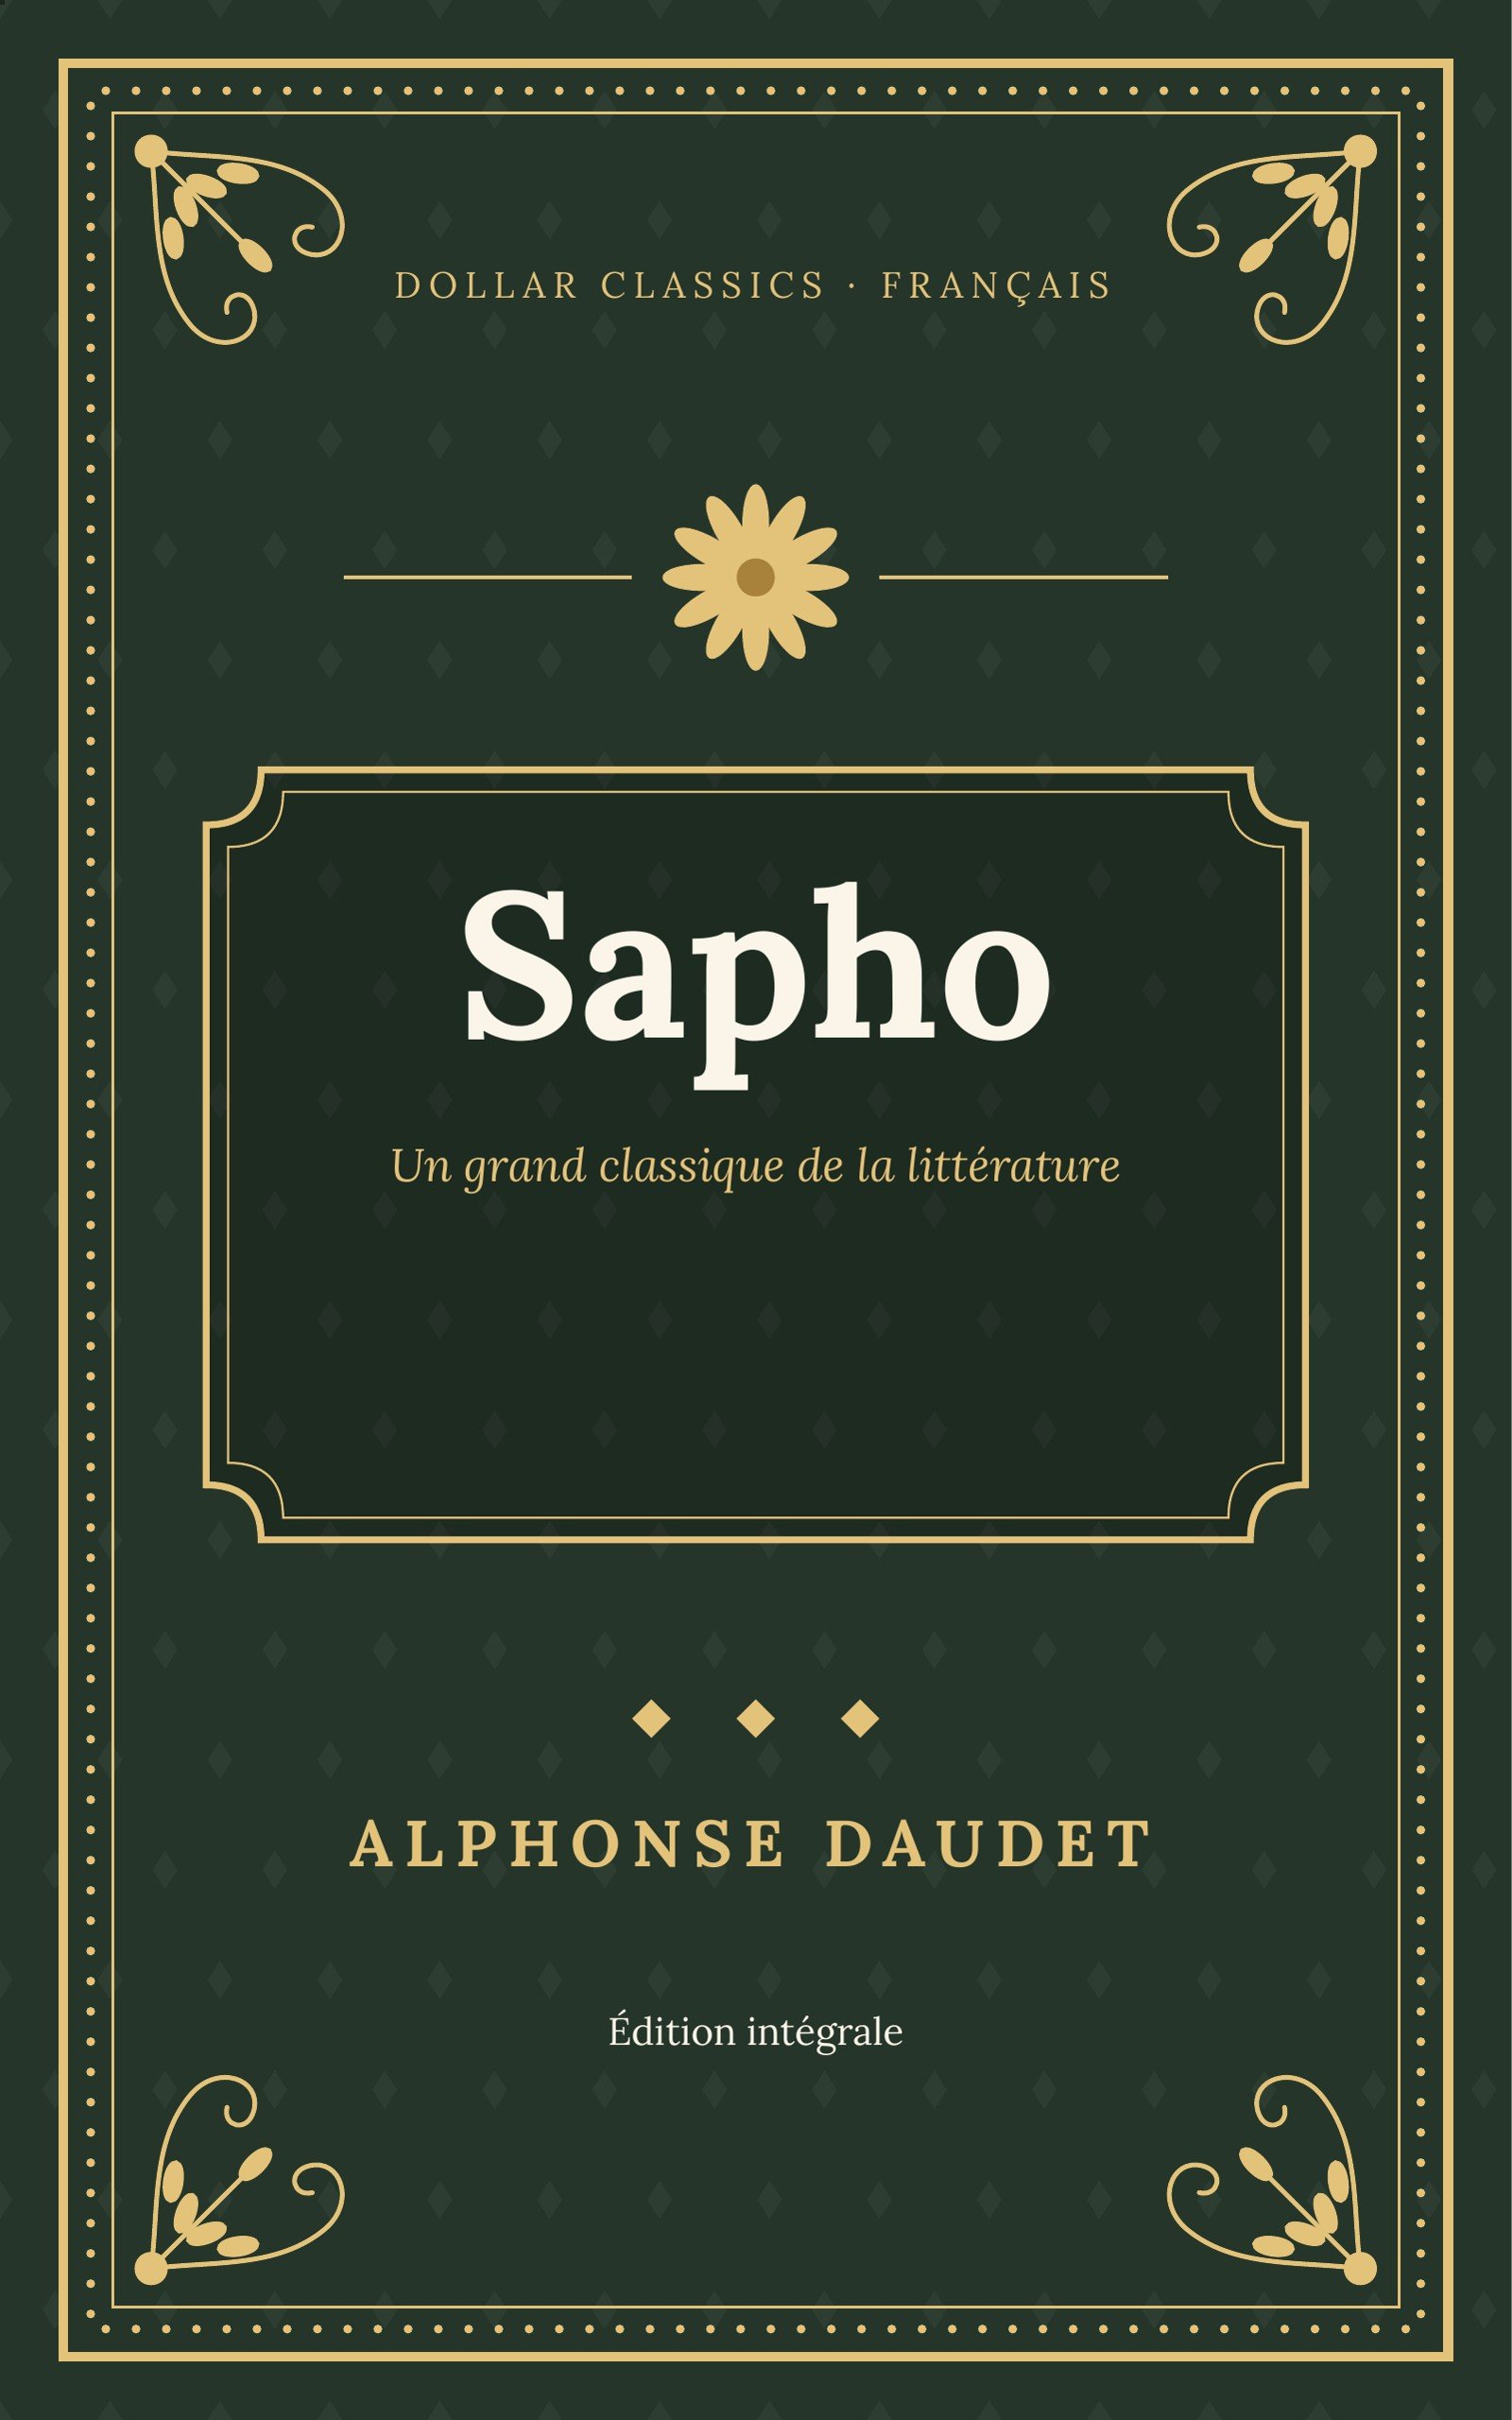 DOLLAR CLASSICS · FRANÇAIS
Sapho
Un grand classique de la littérature
ALPHONSE DAUDET
Édition intégrale